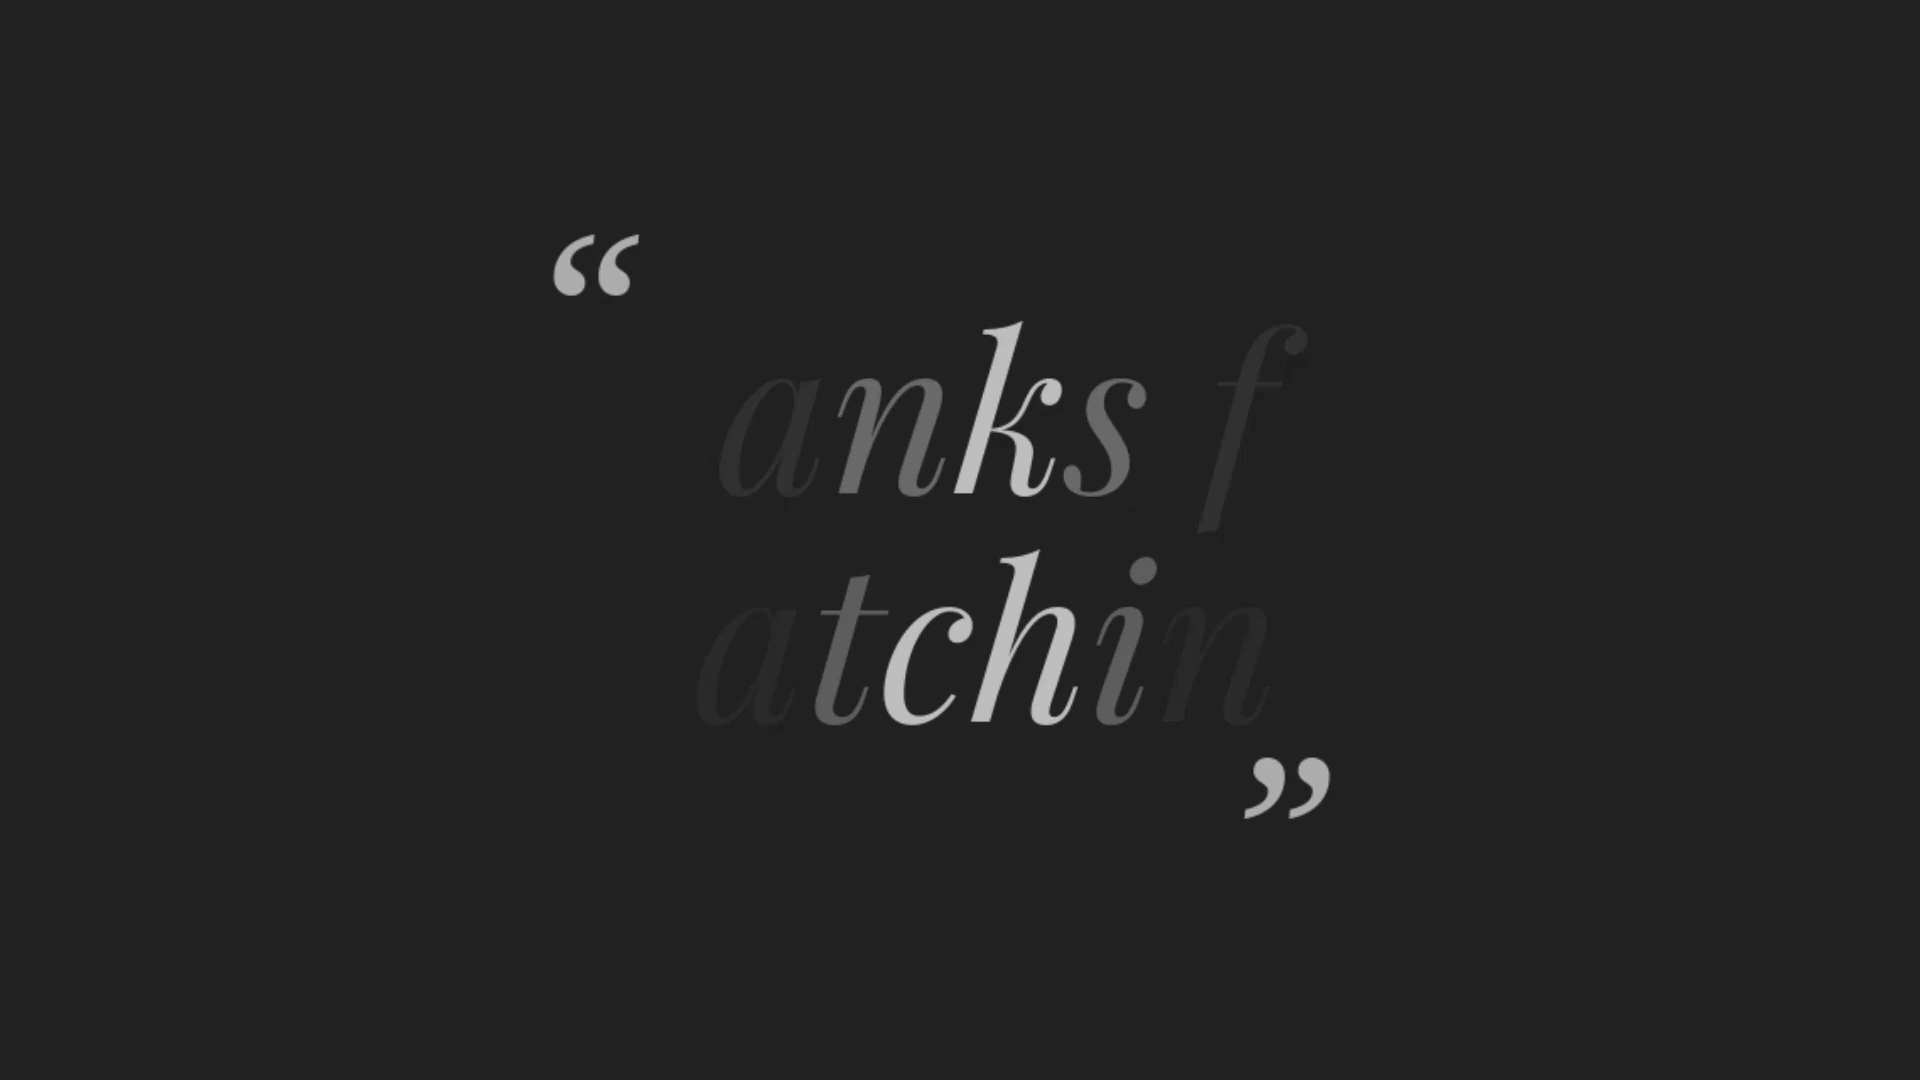 “
anks f
atchin
”